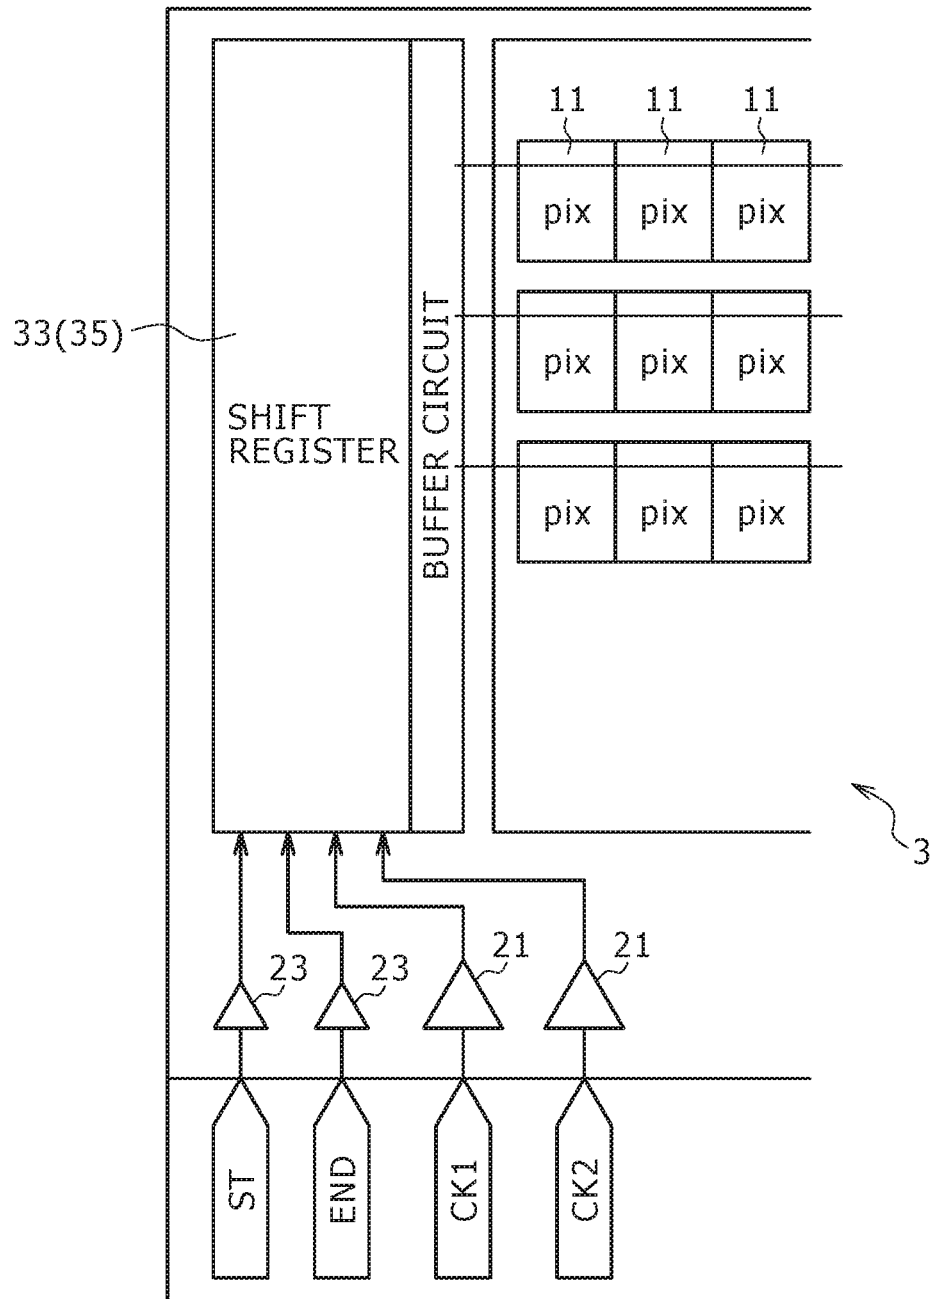 11 11 11
pix pix pix
33(35)
pix pix pix
SHIFT
REGISTER
BUFFER CIRCUIT
pix pix pix
3
23 23 21 21
ST END CK1 CK2